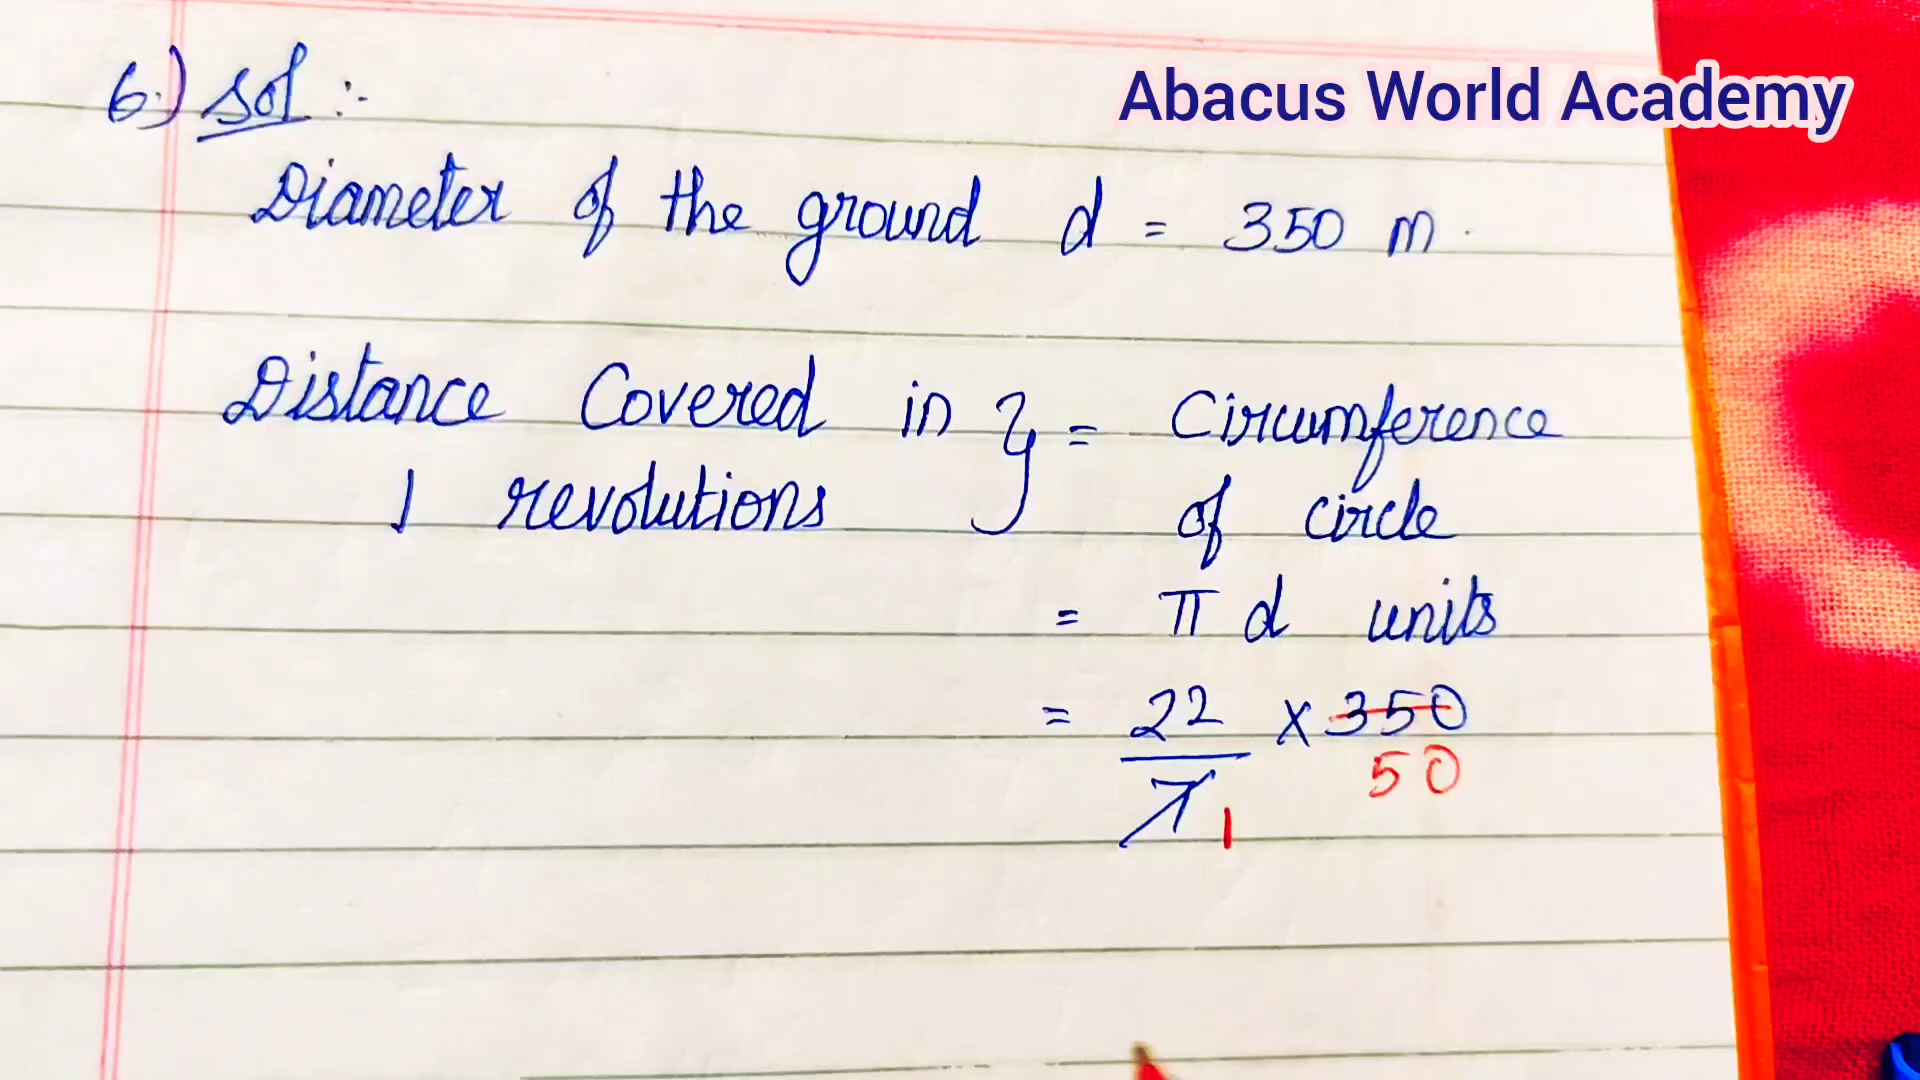 Abacus World Academy
6.) Sol :-
Diameter of the ground d = 350 m.
Distance Covered in } = Circumference
1 revolutions of circle
= π d units
= 22/7 × 350
50
1